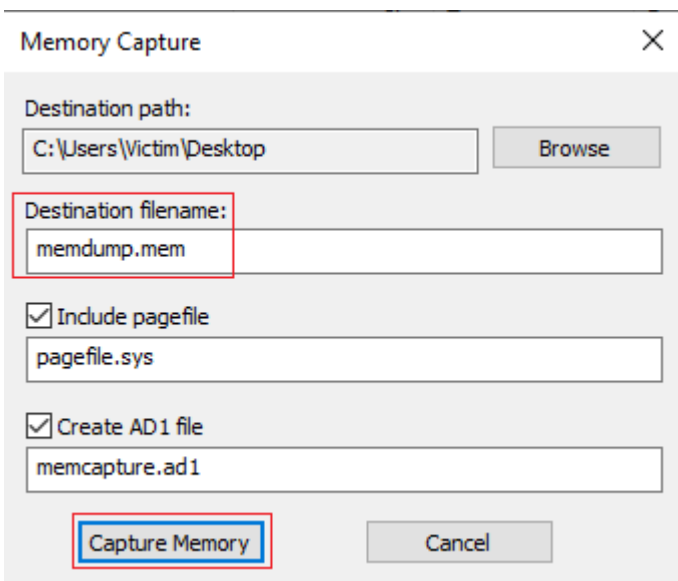 Memory Capture
Destination path:
C:\Users\Victim\Desktop
Browse
Destination filename:
memdump.mem
Include pagefile
pagefile.sys
Create AD1 file
memcapture.ad1
Capture Memory
Cancel